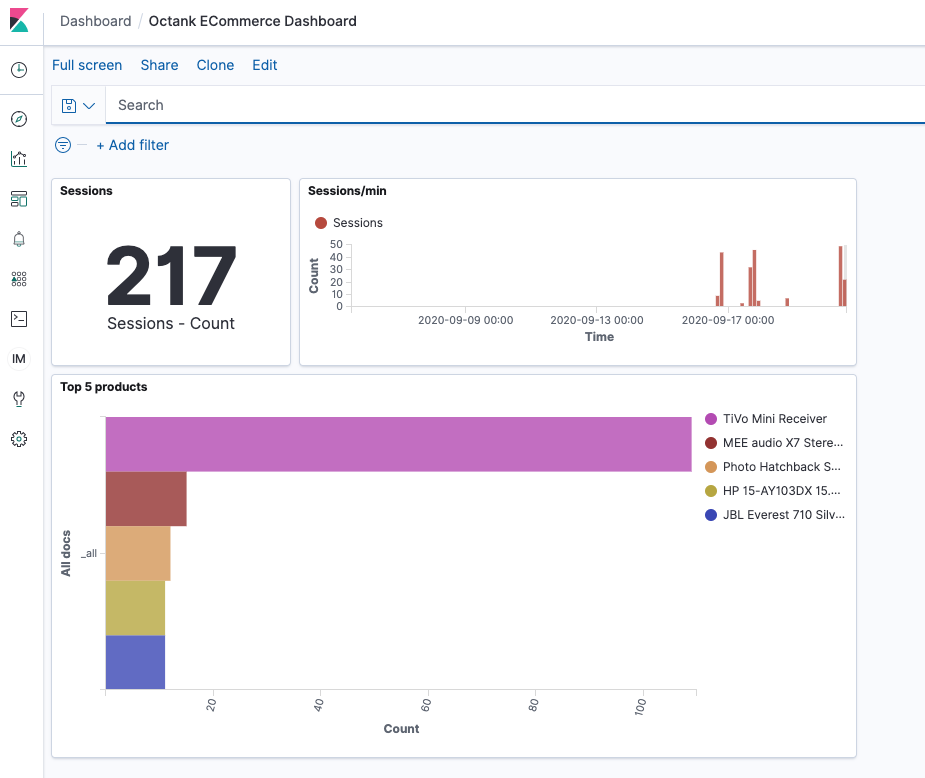 Dashboard / Octank ECommerce Dashboard
Full screen Share Clone Edit
Search
+ Add filter
IM
Sessions
217
Sessions - Count
Sessions/min
Sessions
Count
50
40
30
20
10
0
2020-09-09 00:00 2020-09-13 00:00 2020-09-17 00:00
Time
Top 5 products
All docs
_all
20 40 60 80 100
Count
TiVo Mini Receiver
MEE audio X7 Stere...
Photo Hatchback S...
HP 15-AY103DX 15....
JBL Everest 710 Silv...